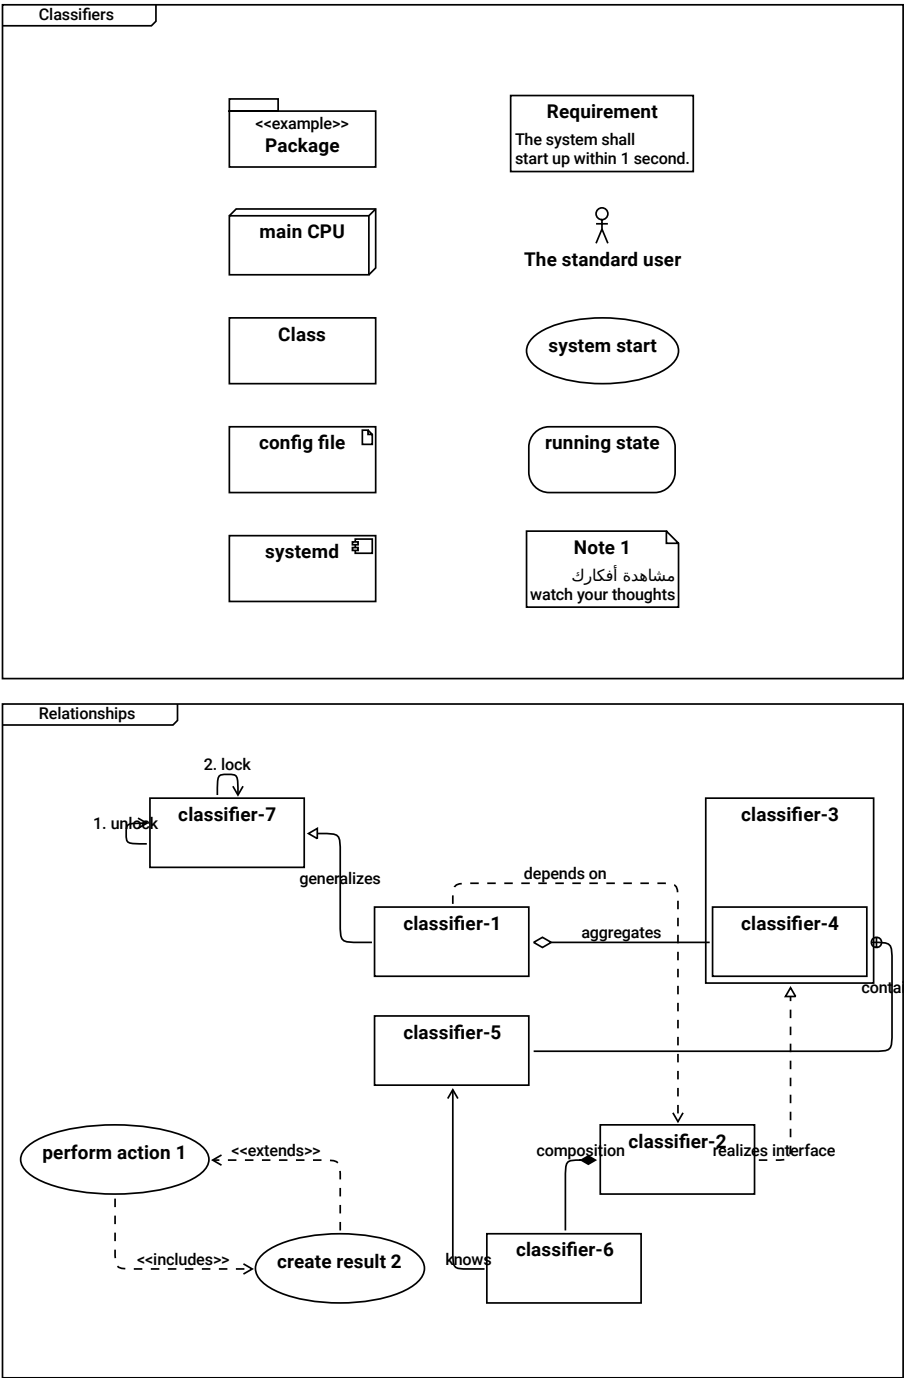 Classifiers
<<example>>
Package
Requirement
The system shall
start up within 1 second.
main CPU
The standard user
Class
system start
config file
running state
systemd
Note 1
مشاهدة أفكارك
watch your thoughts
Relationships
2. lock
1. unlock
classifier-7
classifier-3
generalizes
depends on
classifier-1
aggregates
classifier-4
conta
classifier-5
perform action 1
<<extends>>
composition
classifier-2
realizes interface
<<includes>>
create result 2
knows
classifier-6